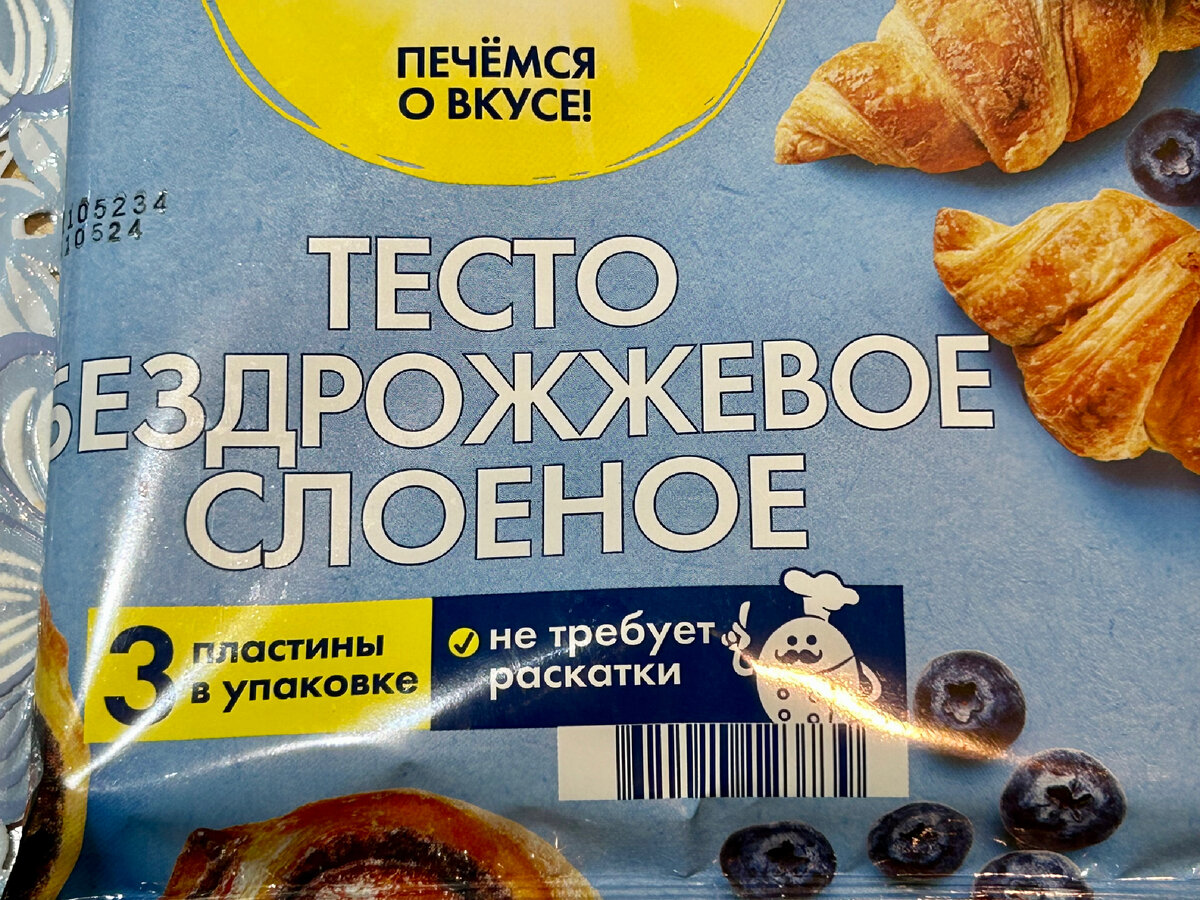 ПЕЧЁМСЯ
О ВКУСЕ!
105234
10524
ТЕСТО
БЕЗДРОЖЖЕВОЕ
СЛОЕНОЕ
3 пластины
в упаковке
не требует
раскатки